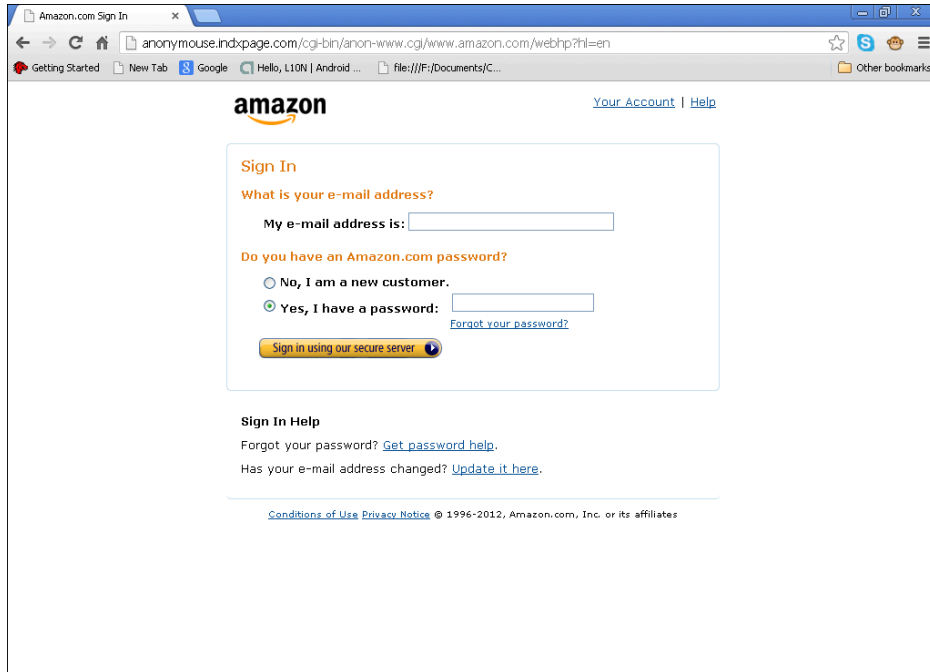 Amazon.com Sign In
anonymouse.indxpage.com/cgi-bin/anon-www.cgi/www.amazon.com/webhp?hl=en
Getting Started New Tab Google Hello, L10N | Android ... file:///F:/Documents/C... Other bookmarks
amazon Your Account | Help
Sign In
What is your e-mail address?
My e-mail address is:
Do you have an Amazon.com password?
No, I am a new customer.
Yes, I have a password:
Forgot your password?
Sign in using our secure server
Sign In Help
Forgot your password? Get password help.
Has your e-mail address changed? Update it here.
Conditions of Use Privacy Notice © 1996-2012, Amazon.com, Inc. or its affiliates